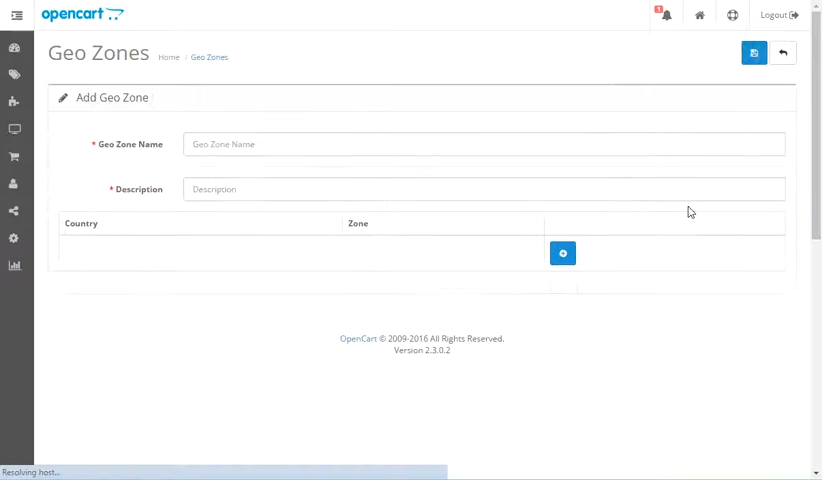 opencart
1
Logout
Geo Zones
Home / Geo Zones
Add Geo Zone
* Geo Zone Name
Geo Zone Name
* Description
Description
Country
Zone
OpenCart © 2009-2016 All Rights Reserved.
Version 2.3.0.2
Resolving host...